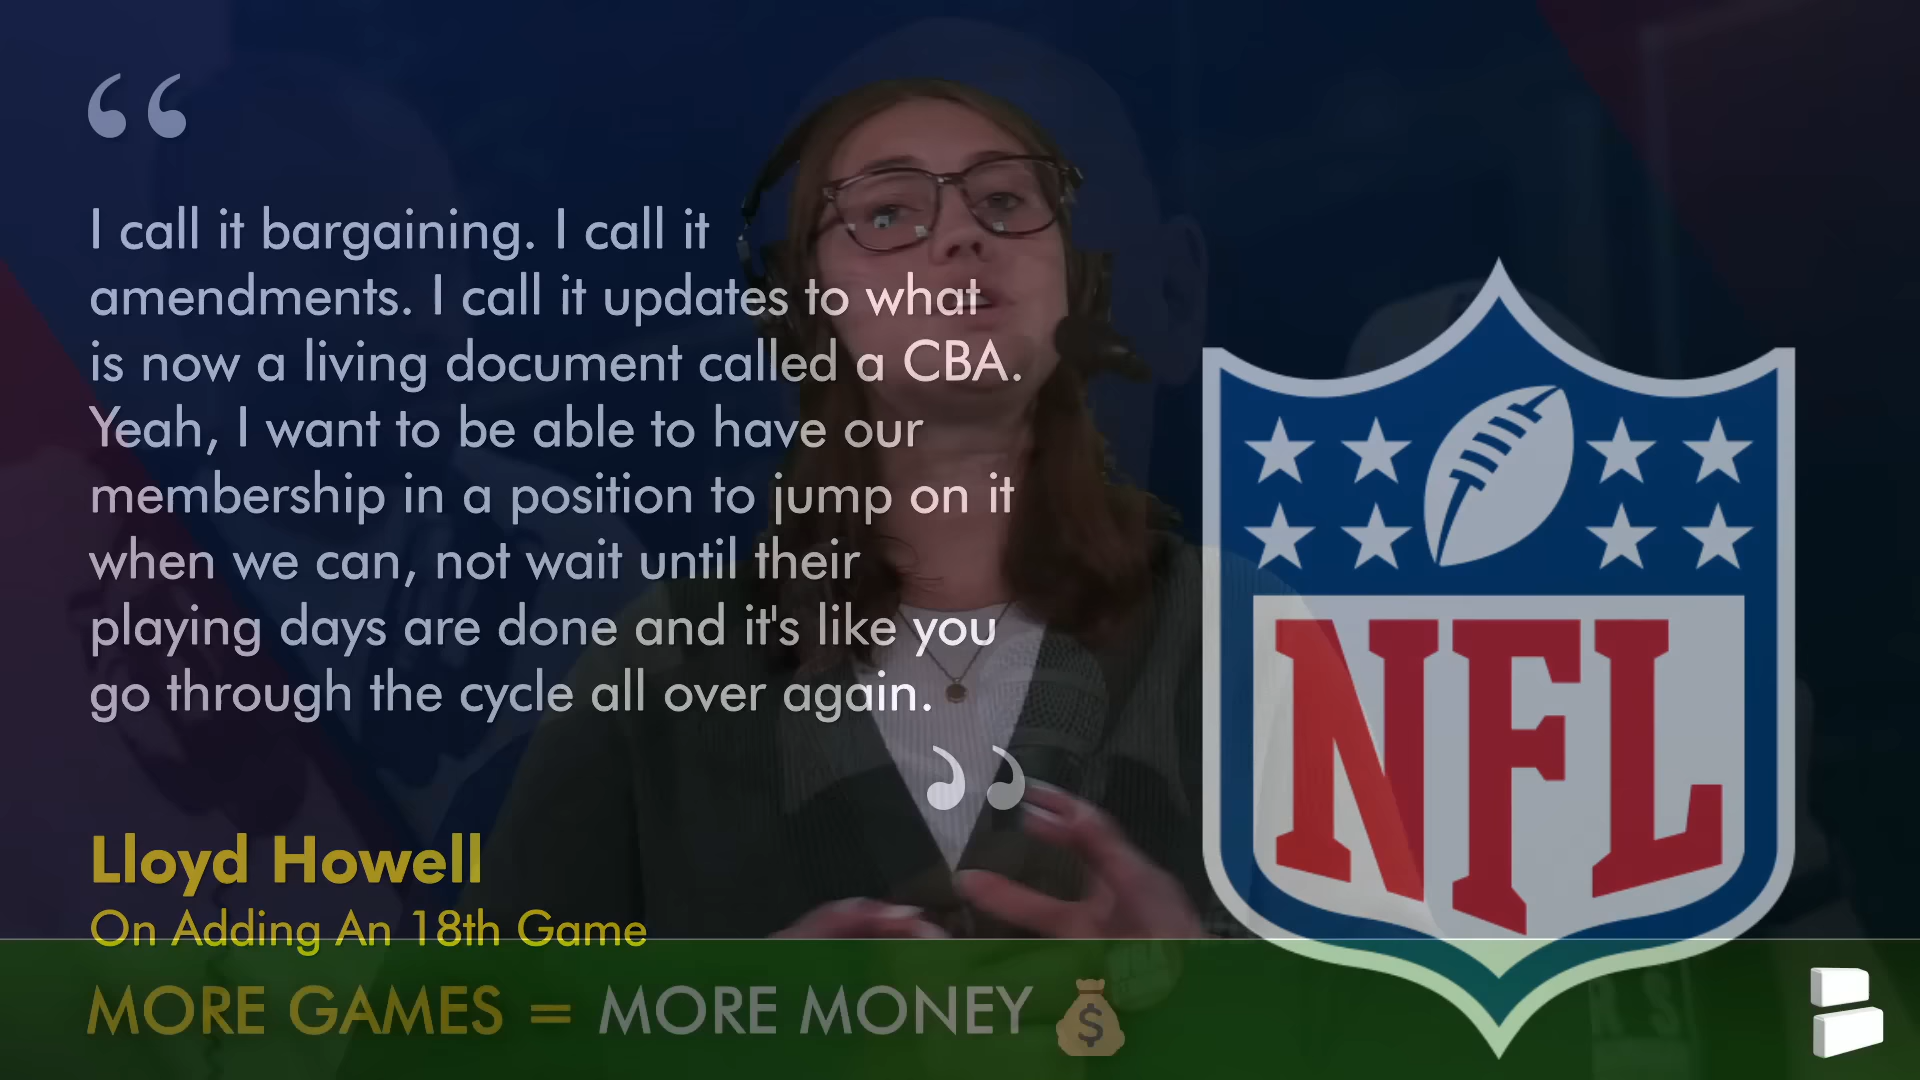 “
I call it bargaining. I call it
amendments. I call it updates to what
is now a living document called a CBA.
Yeah, I want to be able to have our
membership in a position to jump on it
when we can, not wait until their
playing days are done and it's like you
go through the cycle all over again.
”
Lloyd Howell
On Adding An 18th Game
MORE GAMES = MORE MONEY 💰
NFL